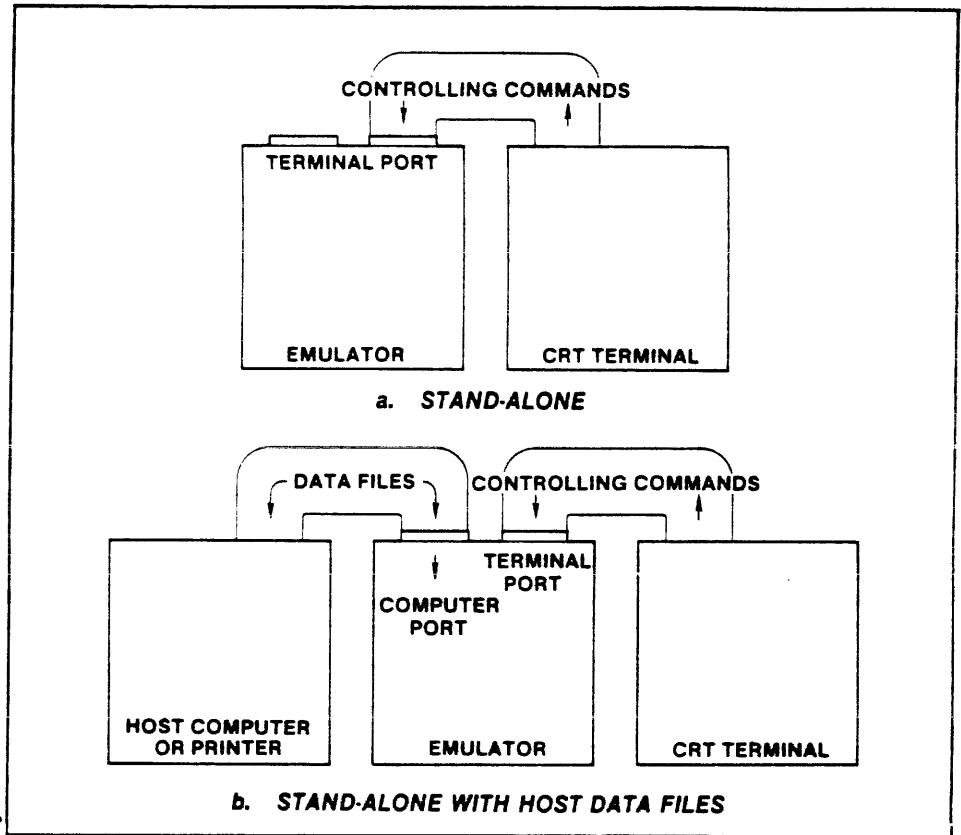 CONTROLLING COMMANDS
TERMINAL PORT
EMULATOR
CRT TERMINAL
a. STAND-ALONE
DATA FILES
CONTROLLING COMMANDS
TERMINAL
PORT
COMPUTER
PORT
HOST COMPUTER
OR PRINTER
EMULATOR
CRT TERMINAL
b. STAND-ALONE WITH HOST DATA FILES